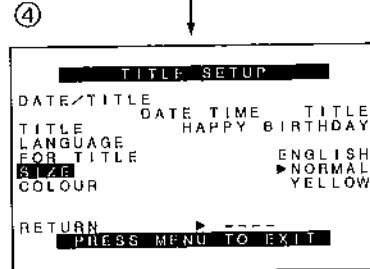 ④
TITLE SETUP
DATE/TITLE
DATE TIME TITLE
TITLE HAPPY BIRTHDAY
LANGUAGE
FOR TITLE ENGLISH
SIZE ▶NORMAL
COLOUR YELLOW
RETURN ▶ ----
PRESS MENU TO EXIT